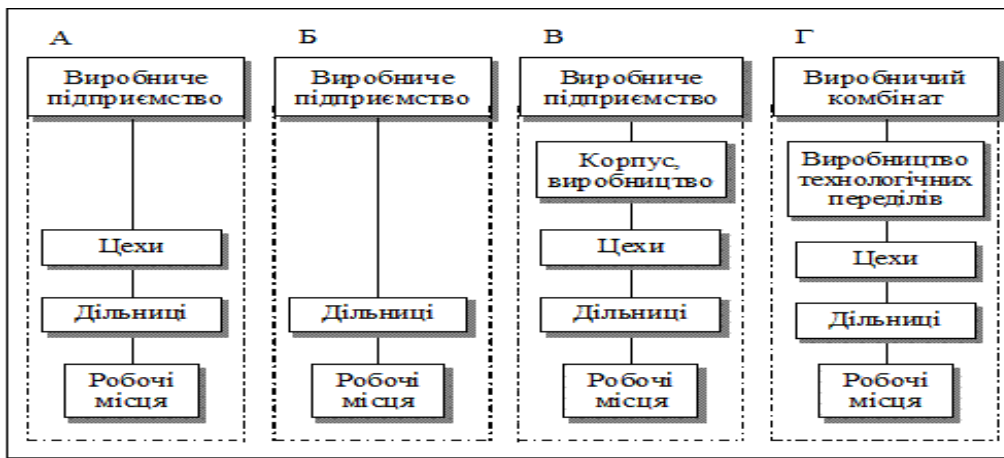 А
Виробниче
підприємство
Цехи
Дільниці
Робочі
місця
Б
Виробниче
підприємство
Дільниці
Робочі
місця
В
Виробниче
підприємство
Корпус,
виробництво
Цехи
Дільниці
Робочі
місця
Г
Виробничий
комбінат
Виробництво
технологічних
переділів
Цехи
Дільниці
Робочі
місця